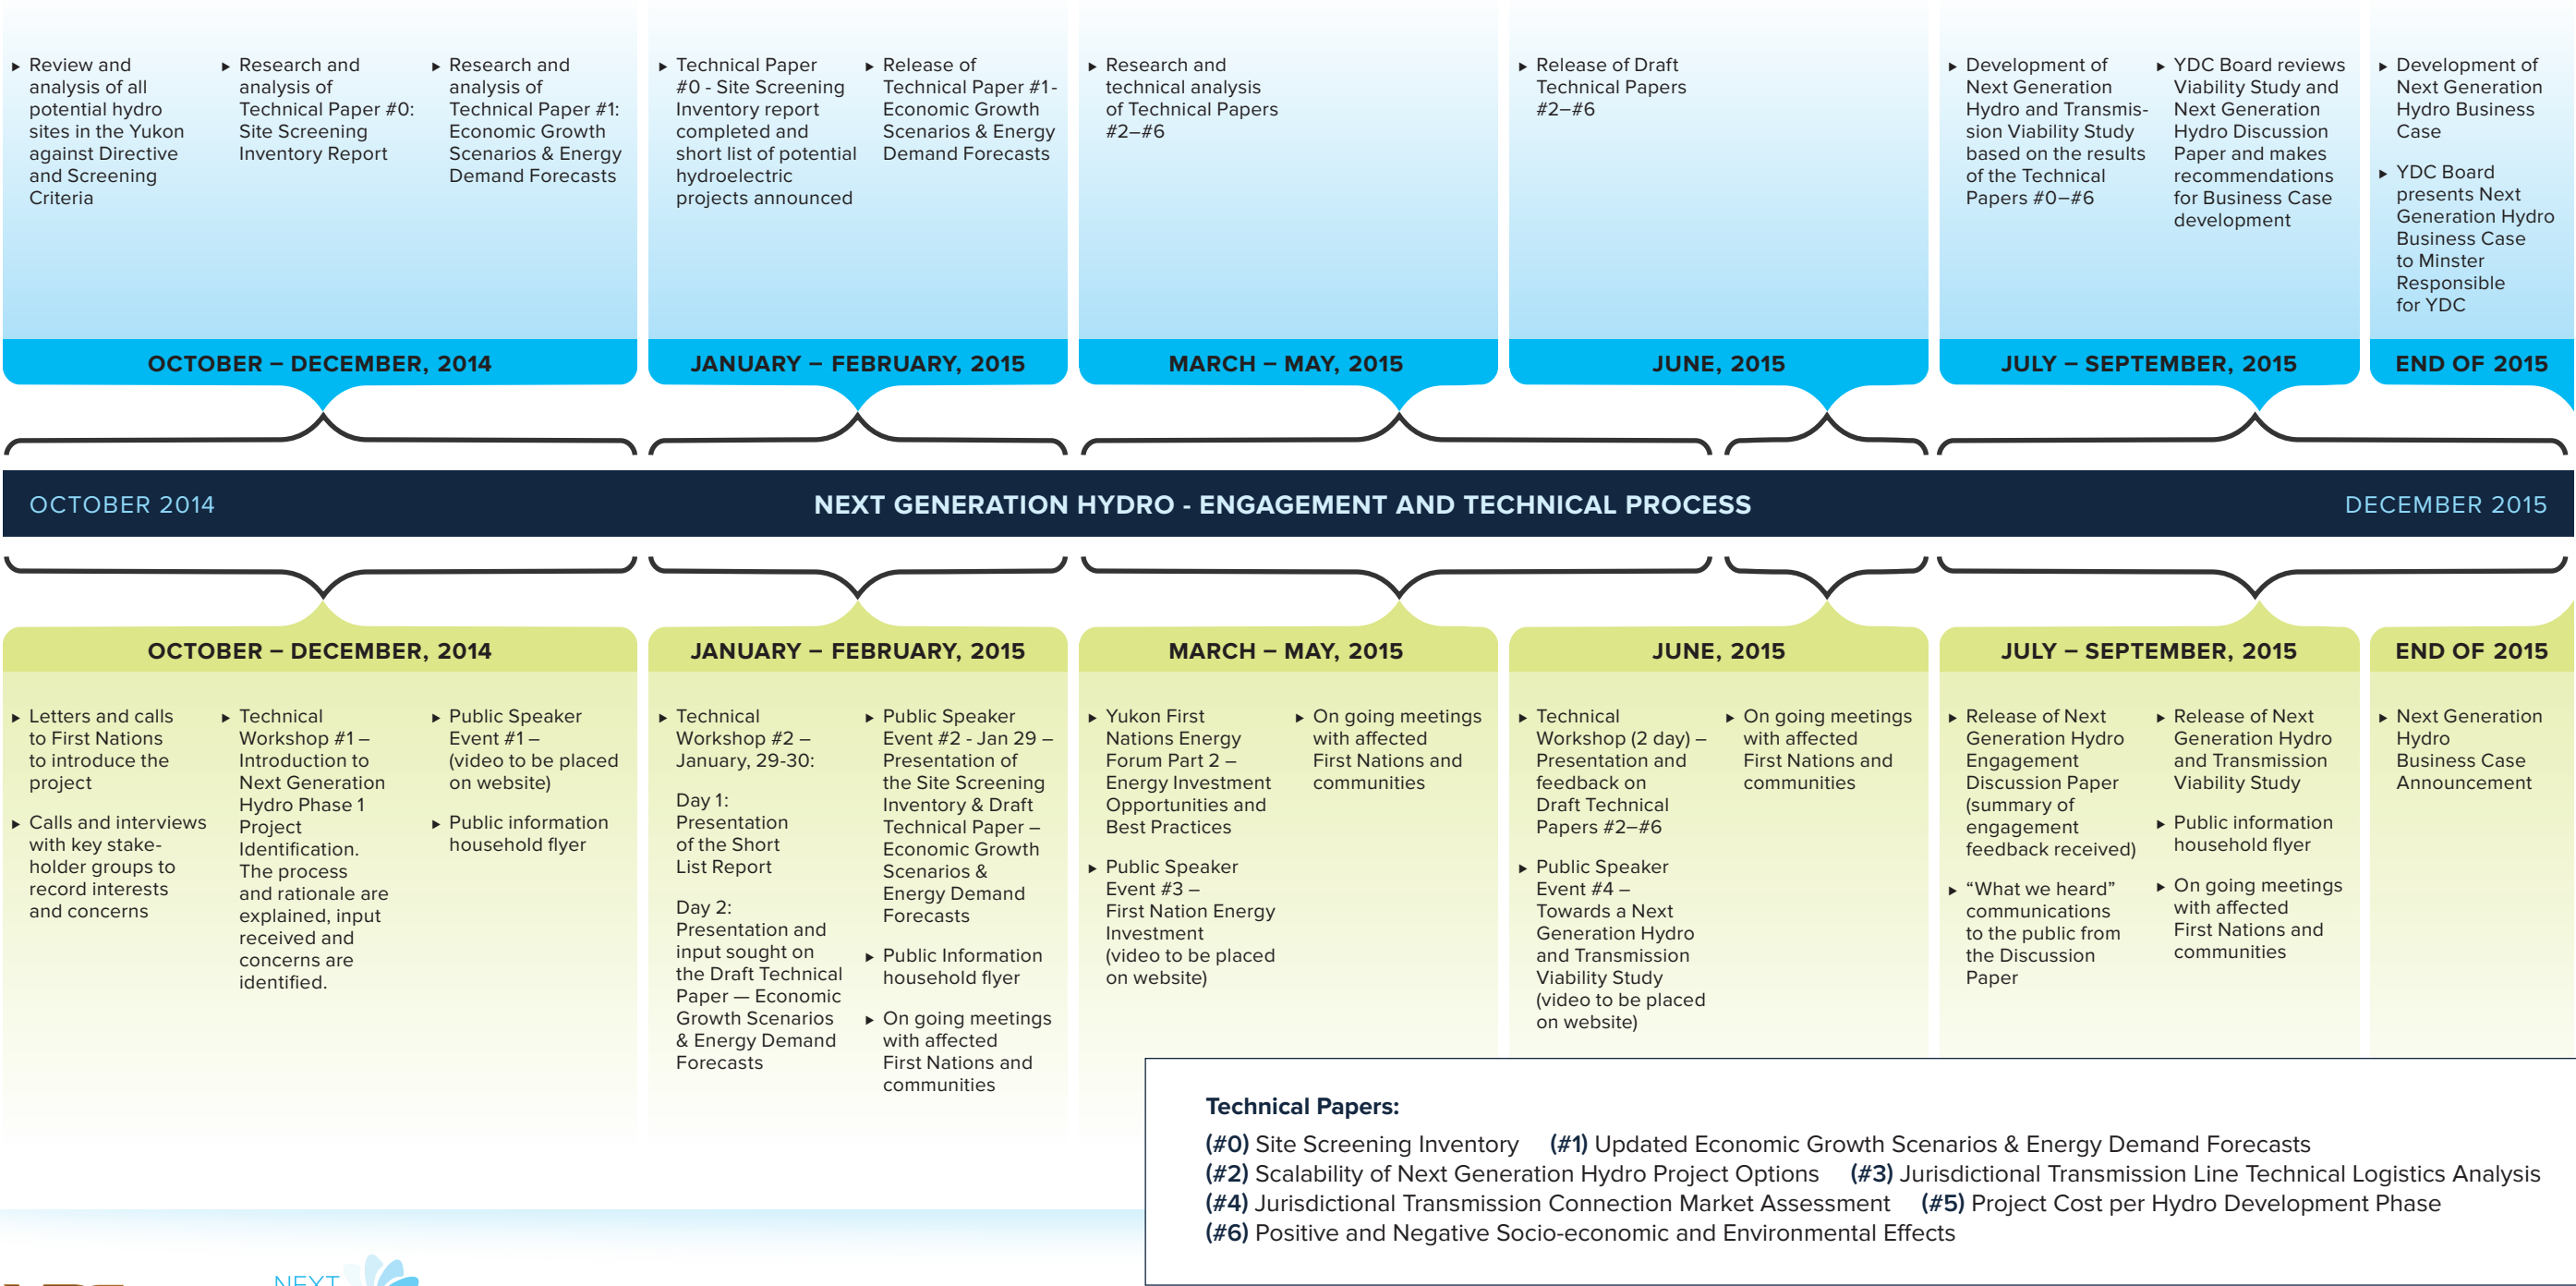 Review and
analysis of all
potential hydro
sites in the Yukon
against Directive
and Screening
Criteria
Research and
analysis of
Technical Paper #0:
Site Screening
Inventory Report
Research and
analysis of
Technical Paper #1:
Economic Growth
Scenarios & Energy
Demand Forecasts
Technical Paper
#0 - Site Screening
Inventory report
completed and
short list of potential
hydroelectric
projects announced
Release of
Technical Paper #1-
Economic Growth
Scenarios & Energy
Demand Forecasts
Research and
technical analysis
of Technical Papers
#2–#6
Release of Draft
Technical Papers
#2–#6
Development of
Next Generation
Hydro and Transmis-
sion Viability Study
based on the results
of the Technical
Papers #0–#6
YDC Board reviews
Viability Study and
Next Generation
Hydro Discussion
Paper and makes
recommendations
for Business Case
development
Development of
Next Generation
Hydro Business
Case
YDC Board
presents Next
Generation Hydro
Business Case
to Minster
Responsible
for YDC
OCTOBER – DECEMBER, 2014
JANUARY – FEBRUARY, 2015
MARCH – MAY, 2015
JUNE, 2015
JULY – SEPTEMBER, 2015
END OF 2015
OCTOBER 2014
NEXT GENERATION HYDRO - ENGAGEMENT AND TECHNICAL PROCESS
DECEMBER 2015
OCTOBER – DECEMBER, 2014
JANUARY – FEBRUARY, 2015
MARCH – MAY, 2015
JUNE, 2015
JULY – SEPTEMBER, 2015
END OF 2015
Letters and calls
to First Nations
to introduce the
project
Calls and interviews
with key stake-
holder groups to
record interests
and concerns
Technical
Workshop #1 –
Introduction to
Next Generation
Hydro Phase 1
Project
Identification.
The process
and rationale are
explained, input
received and
concerns are
identified.
Public Speaker
Event #1 –
(video to be placed
on website)
Public information
household flyer
Technical
Workshop #2 –
January, 29-30:
Day 1:
Presentation
of the Short
List Report
Day 2:
Presentation and
input sought on
the Draft Technical
Paper — Economic
Growth Scenarios
& Energy Demand
Forecasts
Public Speaker
Event #2 - Jan 29 –
Presentation of
the Site Screening
Inventory & Draft
Technical Paper –
Economic Growth
Scenarios &
Energy Demand
Forecasts
Public Information
household flyer
On going meetings
with affected
First Nations and
communities
Yukon First
Nations Energy
Forum Part 2 –
Energy Investment
Opportunities and
Best Practices
Public Speaker
Event #3 –
First Nation Energy
Investment
(video to be placed
on website)
On going meetings
with affected
First Nations and
communities
Technical
Workshop (2 day) –
Presentation and
feedback on
Draft Technical
Papers #2–#6
Public Speaker
Event #4 –
Towards a Next
Generation Hydro
and Transmission
Viability Study
(video to be placed
on website)
On going meetings
with affected
First Nations and
communities
Release of Next
Generation Hydro
Engagement
Discussion Paper
(summary of
engagement
feedback received)
“What we heard”
communications
to the public from
the Discussion
Paper
Release of Next
Generation Hydro
and Transmission
Viability Study
Public information
household flyer
On going meetings
with affected
First Nations and
communities
Next Generation
Hydro
Business Case
Announcement
Technical Papers:
(#0) Site Screening Inventory (#1) Updated Economic Growth Scenarios & Energy Demand Forecasts
(#2) Scalability of Next Generation Hydro Project Options (#3) Jurisdictional Transmission Line Technical Logistics Analysis
(#4) Jurisdictional Transmission Connection Market Assessment (#5) Project Cost per Hydro Development Phase
(#6) Positive and Negative Socio-economic and Environmental Effects
NEXT